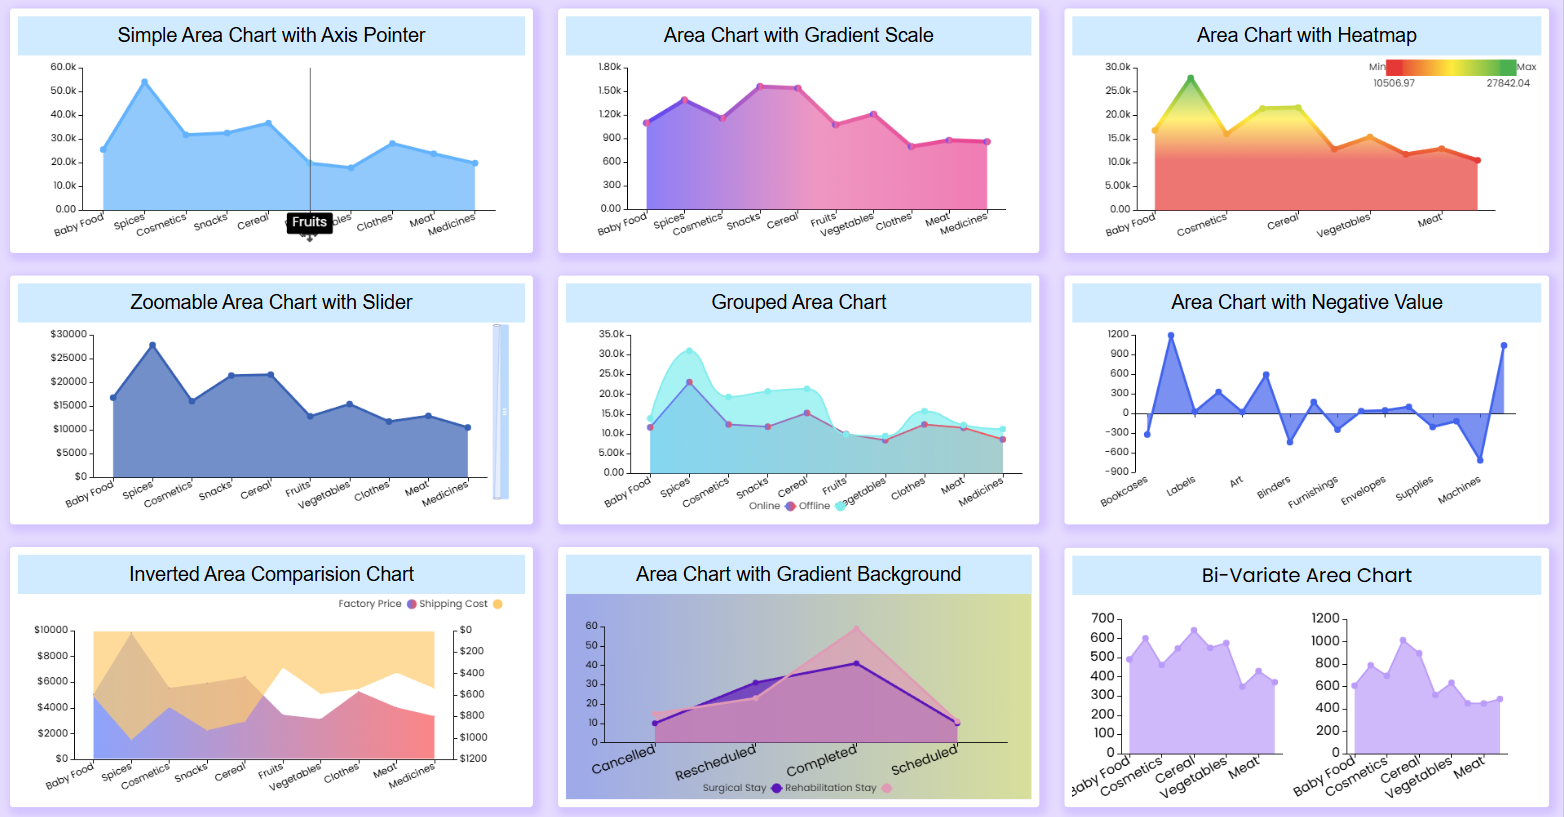 Simple Area Chart with Axis Pointer
60.0k
50.0k
40.0k
30.0k
20.0k
10.0k
0.00
Baby Food
Spices
Cosmetics
Snacks
Cereal
Fruits
Clothes
Meat
Medicines
Area Chart with Gradient Scale
1.80k
1.50k
1.20k
900
600
300
0.00
Baby Food
Spices
Cosmetics
Snacks
Cereal
Fruits
Vegetables
Clothes
Meat
Medicines
Area Chart with Heatmap
Min
Max
10506.97
27842.04
30.0k
25.0k
20.0k
15.0k
10.0k
5.00k
0.00
Baby Food
Cosmetics
Cereal
Vegetables
Meat
Zoomable Area Chart with Slider
$30000
$25000
$20000
$15000
$10000
$5000
$0
Baby Food
Spices
Cosmetics
Snacks
Cereal
Fruits
Vegetables
Clothes
Meat
Medicines
Grouped Area Chart
35.0k
30.0k
25.0k
20.0k
15.0k
10.0k
5.00k
0.00
Baby Food
Spices
Cosmetics
Snacks
Cereal
Fruits
Clothes
Meat
Medicines
Online
Offline
Area Chart with Negative Value
1200
900
600
300
0
-300
-600
-900
Bookcases
Labels
Art
Binders
Furnishings
Envelopes
Supplies
Machines
Inverted Area Comparision Chart
Factory Price
Shipping Cost
$10000
$8000
$6000
$4000
$2000
$0
$0
$200
$400
$600
$800
$1000
$1200
Baby Food
Spices
Cosmetics
Snacks
Cereal
Fruits
Vegetables
Clothes
Meat
Medicines
Area Chart with Gradient Background
60
50
40
30
20
10
0
Cancelled
Rescheduled
Completed
Scheduled
Surgical Stay
Rehabilitation Stay
Bi-Variate Area Chart
700
600
500
400
300
200
100
0
Baby Food
Cosmetics
Cereal
Vegetables
Meat
1200
1000
800
600
400
200
0
Baby Food
Cosmetics
Cereal
Vegetables
Meat